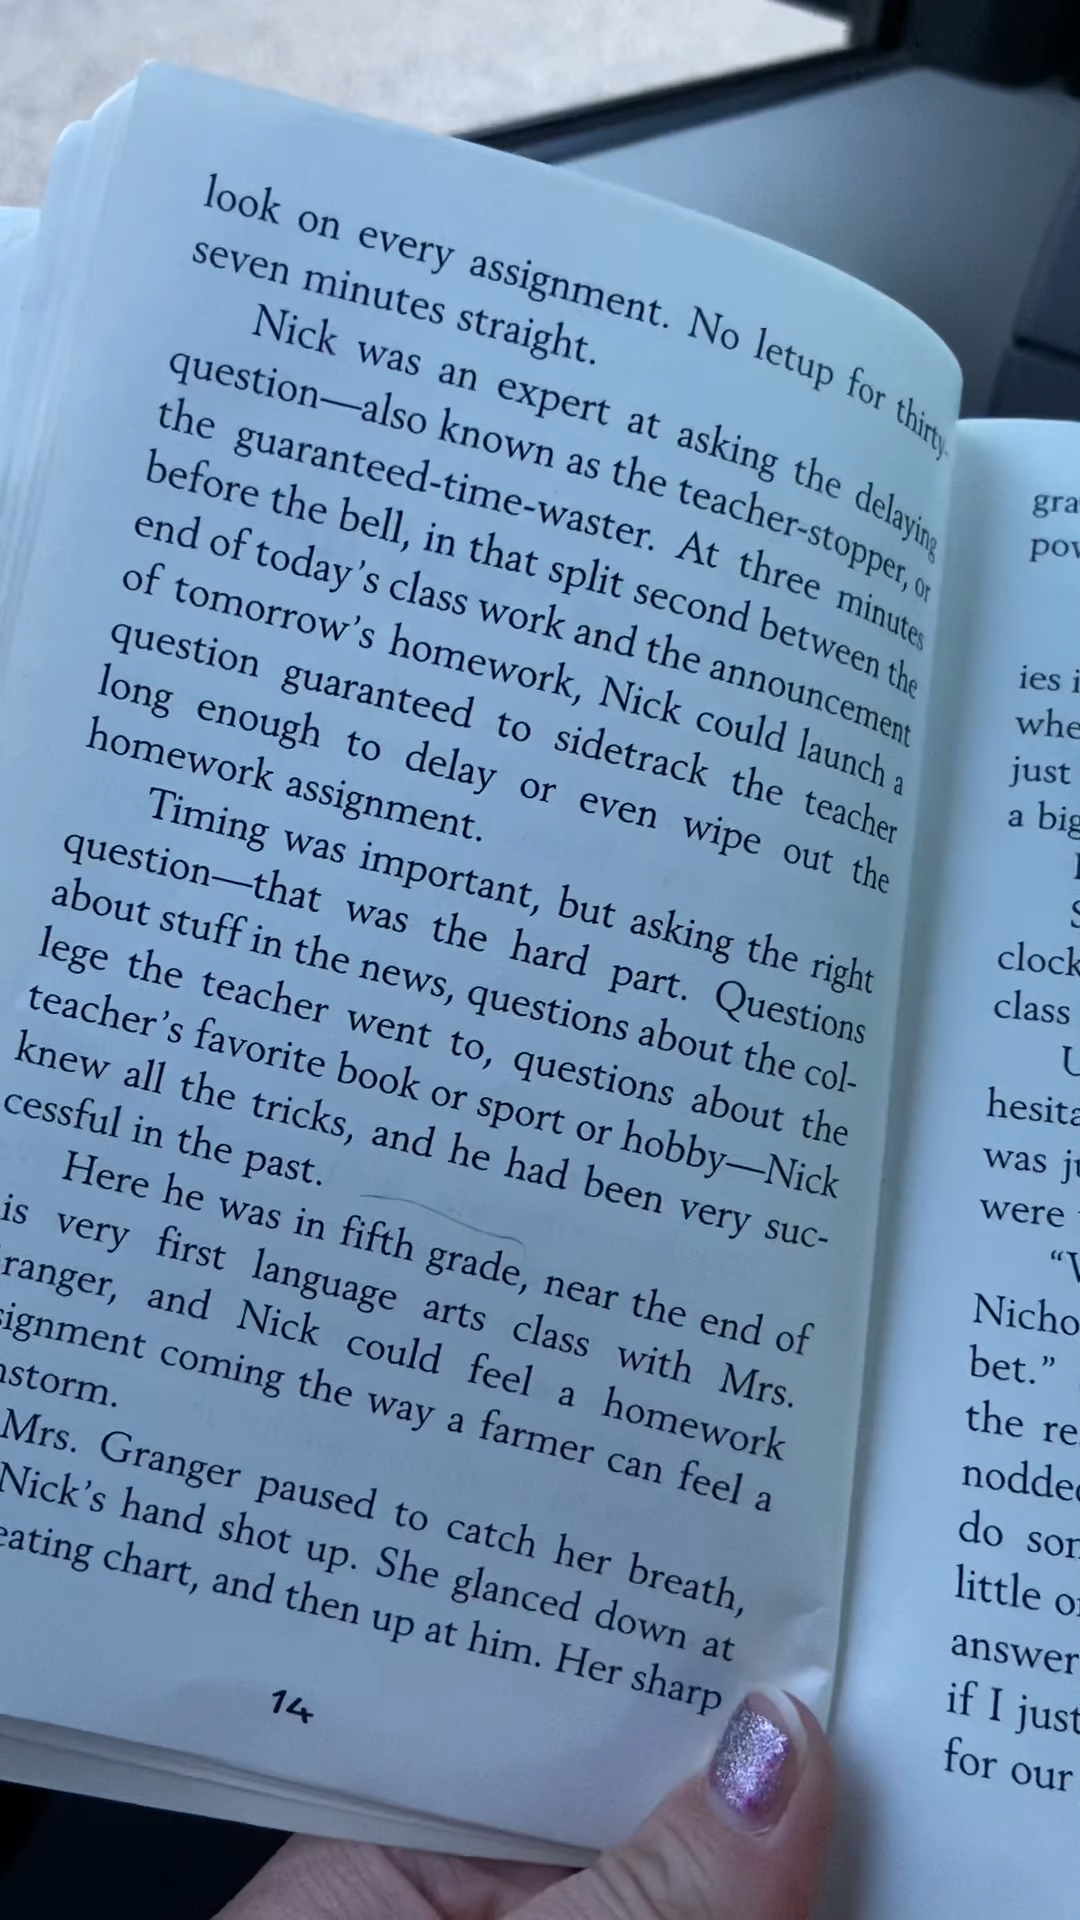 look on every assignment. No letup for thirty-
seven minutes straight.
Nick was an expert at asking the delaying
question—also known as the teacher-stopper, or
the guaranteed-time-waster. At three minutes
before the bell, in that split second between the
end of today's class work and the announcement
of tomorrow's homework, Nick could launch a
question guaranteed to sidetrack the teacher
long enough to delay or even wipe out the
homework assignment.
Timing was important, but asking the right
question—that was the hard part. Questions
about stuff in the news, questions about the col-
lege the teacher went to, questions about the
teacher's favorite book or sport or hobby—Nick
knew all the tricks, and he had been very suc-
cessful in the past.
Here he was in fifth grade, near the end of
is very first language arts class with Mrs.
ranger, and Nick could feel a homework
signment coming the way a farmer can feel a
nstorm.
Mrs. Granger paused to catch her breath,
Nick's hand shot up. She glanced down at
eating chart, and then up at him. Her sharp
14
gra
pov
ies i
whe
just
a big
S
clock
class
U
hesita
was ju
were
"V
Nicho
bet."
the re
nodded
do som
little o
answer
if I just
for our